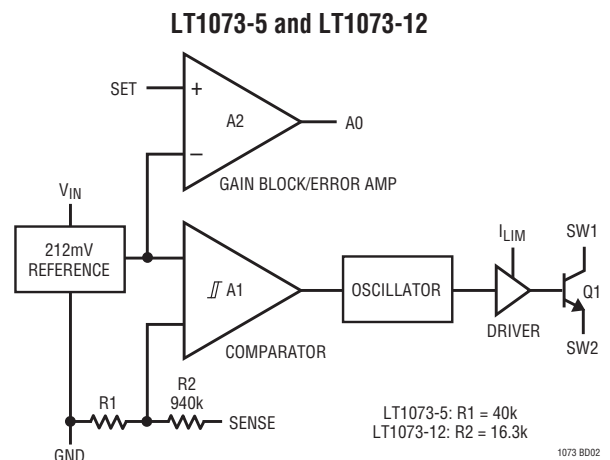 LT1073-5 and LT1073-12
SET
+
A2
A0
−
GAIN BLOCK/ERROR AMP
VIN
212mV
REFERENCE
A1
COMPARATOR
OSCILLATOR
ILIM
DRIVER
SW1
Q1
SW2
R1
R2
940k
SENSE
GND
LT1073-5: R1 = 40k
LT1073-12: R2 = 16.3k
1073 BD02